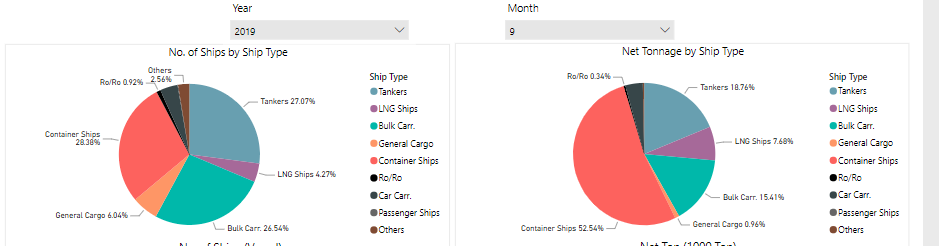 Year
Month
2019
9
No. of Ships by Ship Type
Others
2.56%
Ro/Ro 0.92%
Tankers 27.07%
Container Ships
28.38%
LNG Ships 4.27%
General Cargo 6.04%
Bulk Carr. 26.54%
Ship Type
Tankers
LNG Ships
Bulk Carr.
General Cargo
Container Ships
Ro/Ro
Car Carr.
Passenger Ships
Others
Net Tonnage by Ship Type
Ro/Ro 0.34%
Tankers 18.76%
LNG Ships 7.68%
Bulk Carr. 15.41%
General Cargo 0.96%
Container Ships 52.54%
Ship Type
Tankers
LNG Ships
Bulk Carr.
General Cargo
Container Ships
Ro/Ro
Car Carr.
Passenger Ships
Others